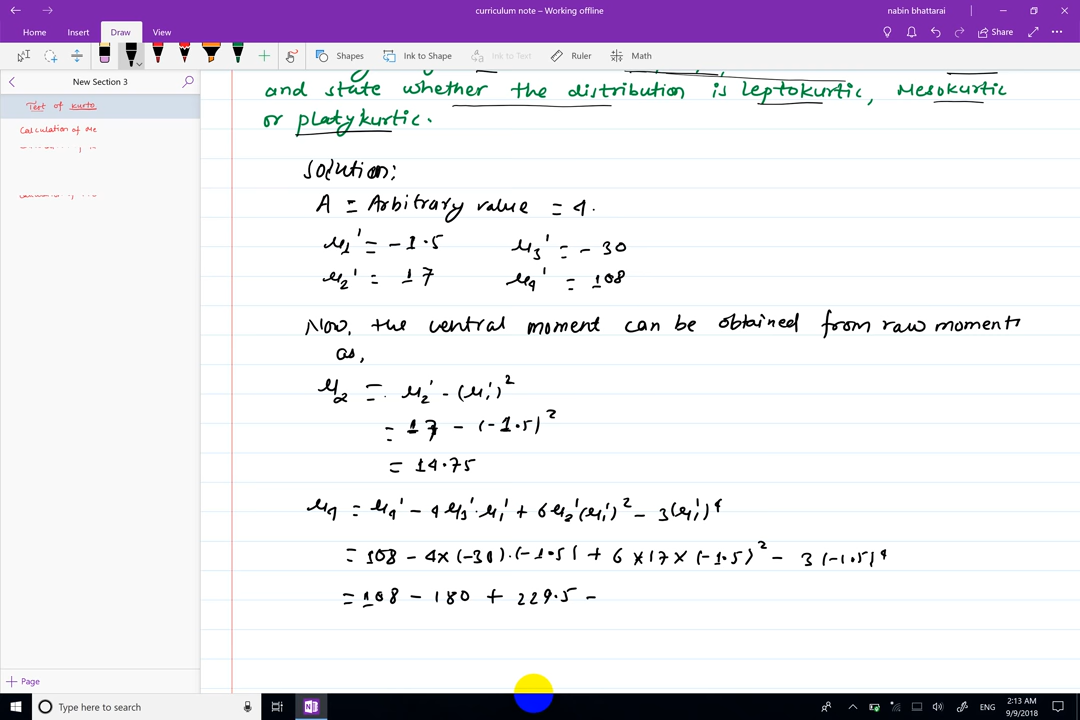 curriculum note – Working offline
nabin bhattarai
Home Insert Draw View
Share
Shapes Ink to Shape Ink to Text Ruler Math
New Section 3
Test of kurto
Calculation of Me
and state whether the distribution is leptokurtic, Mesokurtic
or platykurtic.
Solution:
A = Arbitrary value = 4.
μ₁' = -1.5 μ₃' = - 30
μ₂' = 17 μ₄' = 108
Now, the central moment can be obtained from raw moments
as,
μ₂ = μ₂' - (μ₁')²
= 17 - (-1.5)²
= 14.75
μ₄ = μ₄' - 4μ₃'.μ₁' + 6μ₂'(μ₁')² - 3(μ₁')⁴
= 108 - 4×(-30).(-1.5) + 6×17×(-1.5)² - 3(-1.5)⁴
= 108 - 180 + 229.5 -
Page
Type here to search
ENG
2:13 AM
9/9/2018